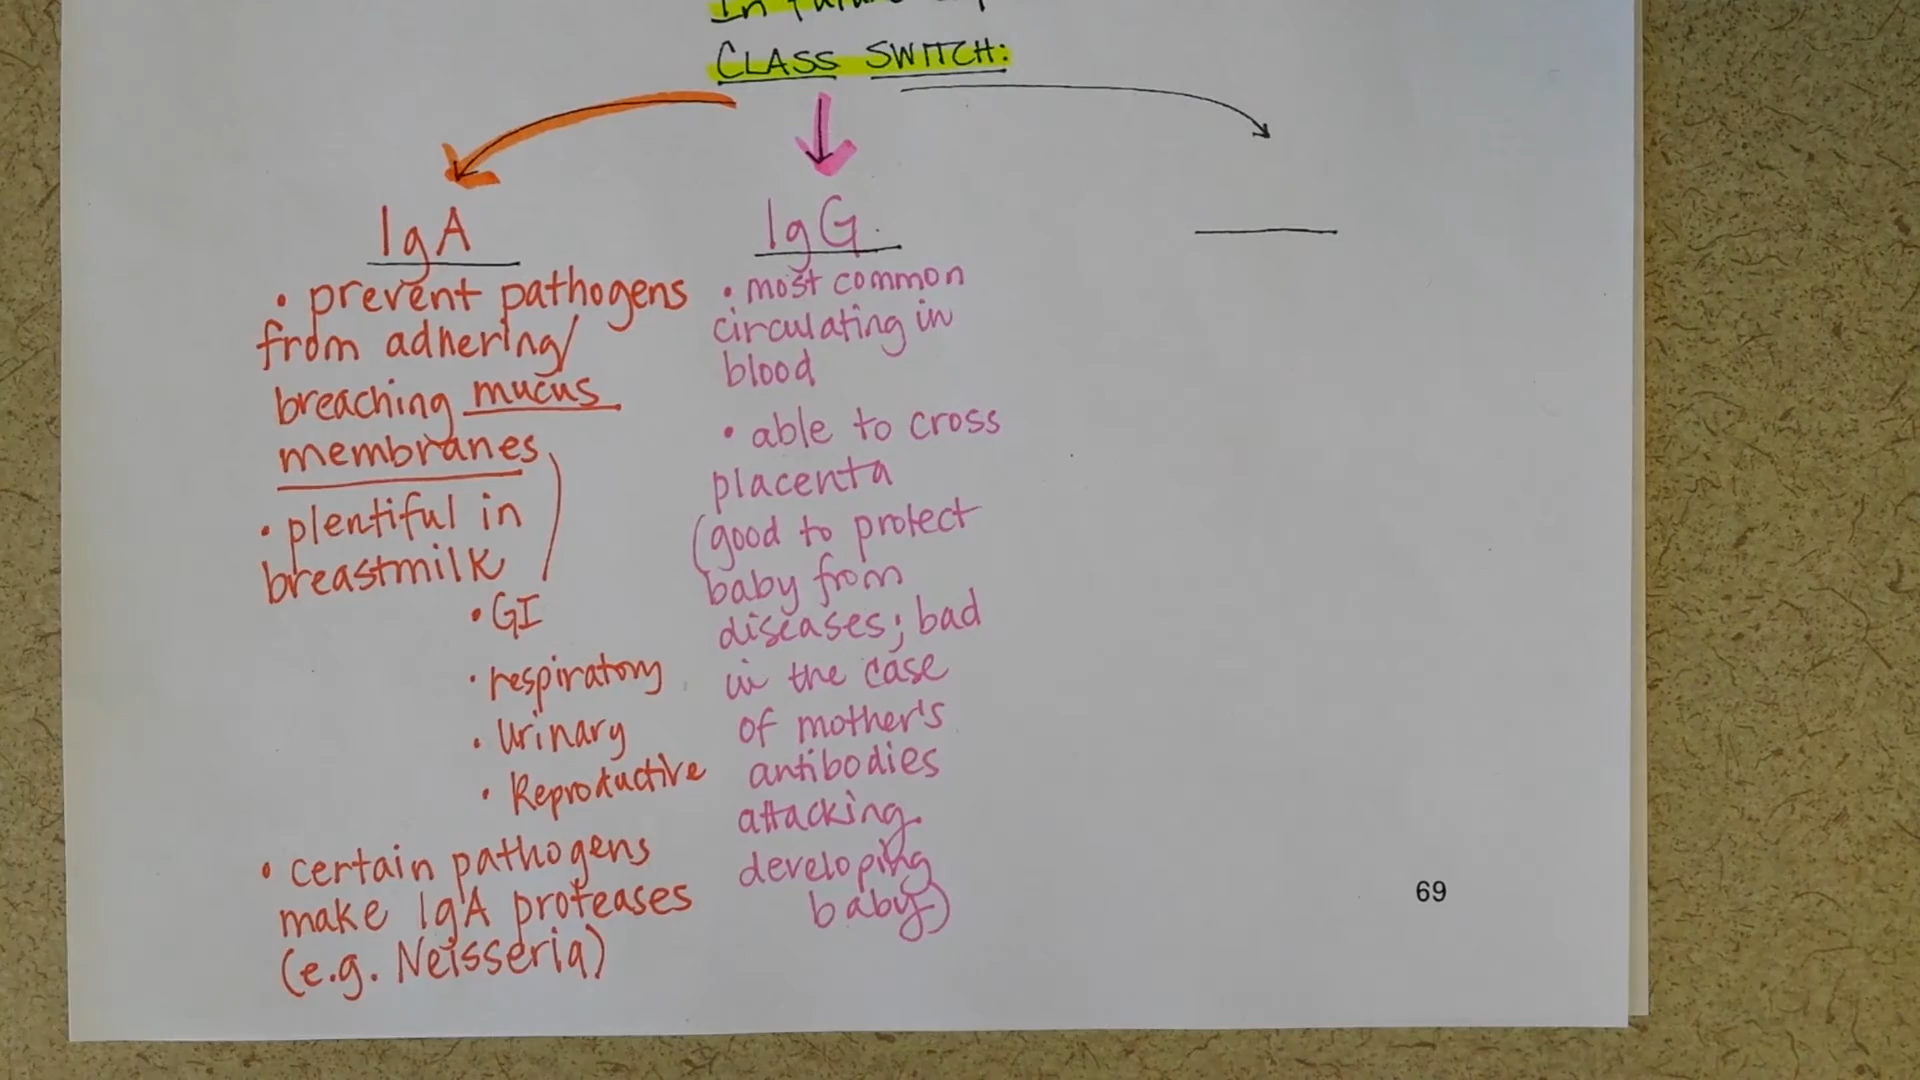 In future
CLASS SWITCH:
IgA
• prevent pathogens
from adhering/
breaching mucus
membranes
• plentiful in
breastmilk
• GI
• respiratory
• Urinary
• Reproductive
• certain pathogens
make IgA proteases
(e.g. Neisseria)
IgG
• most common
circulating in
blood
• able to cross
placenta
(good to protect
baby from
diseases; bad
in the case
of mother's
antibodies
attacking
developing
baby)
69